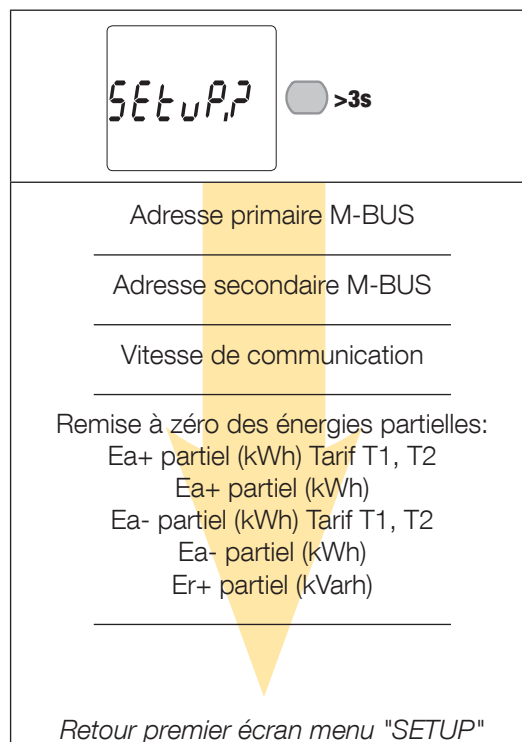 SEtuP,?
>3s
Adresse primaire M-BUS
Adresse secondaire M-BUS
Vitesse de communication
Remise à zéro des énergies partielles:
Ea+ partiel (kWh) Tarif T1, T2
Ea+ partiel (kWh)
Ea- partiel (kWh) Tarif T1, T2
Ea- partiel (kWh)
Er+ partiel (kVarh)
Retour premier écran menu "SETUP"